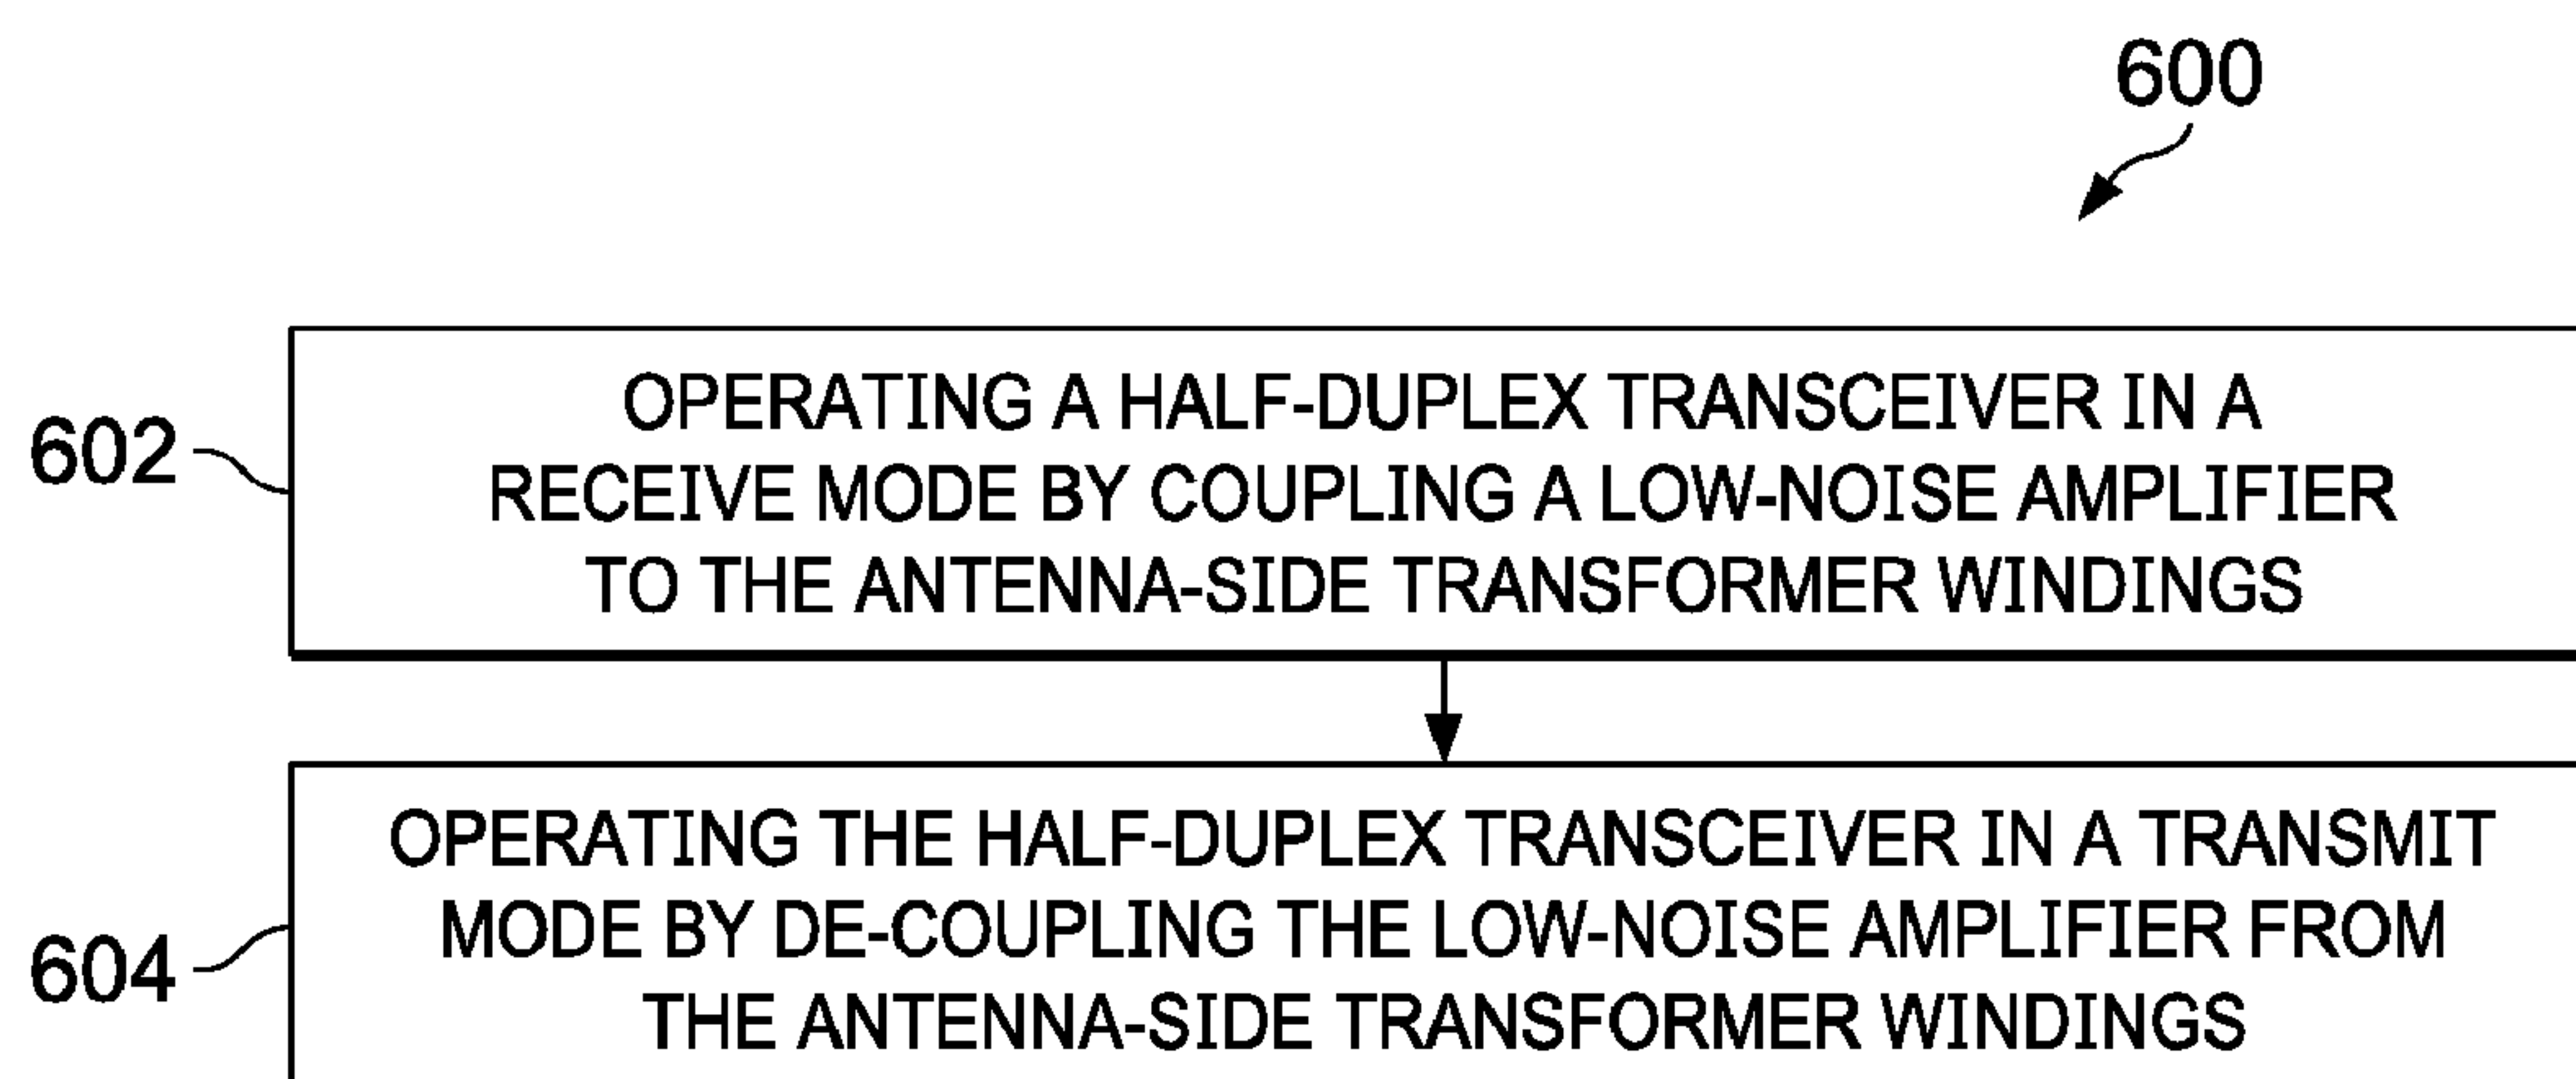 600
602
OPERATING A HALF-DUPLEX TRANSCEIVER IN A
RECEIVE MODE BY COUPLING A LOW-NOISE AMPLIFIER
TO THE ANTENNA-SIDE TRANSFORMER WINDINGS
604
OPERATING THE HALF-DUPLEX TRANSCEIVER IN A TRANSMIT
MODE BY DE-COUPLING THE LOW-NOISE AMPLIFIER FROM
THE ANTENNA-SIDE TRANSFORMER WINDINGS